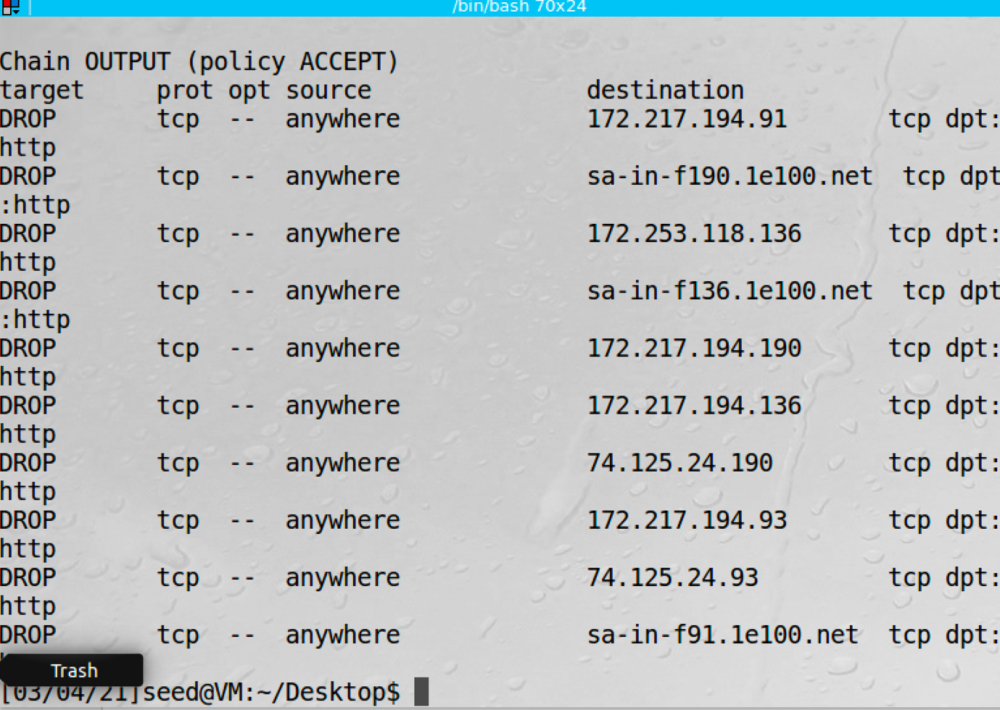 /bin/bash 70x24
Chain OUTPUT (policy ACCEPT)
target     prot opt source               destination
DROP       tcp  --  anywhere             172.217.194.91       tcp dpt:
http
DROP       tcp  --  anywhere             sa-in-f190.1e100.net  tcp dpt
:http
DROP       tcp  --  anywhere             172.253.118.136      tcp dpt:
http
DROP       tcp  --  anywhere             sa-in-f136.1e100.net  tcp dpt
:http
DROP       tcp  --  anywhere             172.217.194.190      tcp dpt:
http
DROP       tcp  --  anywhere             172.217.194.136      tcp dpt:
http
DROP       tcp  --  anywhere             74.125.24.190        tcp dpt:
http
DROP       tcp  --  anywhere             172.217.194.93       tcp dpt:
http
DROP       tcp  --  anywhere             74.125.24.93         tcp dpt:
http
DROP       tcp  --  anywhere             sa-in-f91.1e100.net  tcp dpt:
Trash
[03/04/21]seed@VM:~/Desktop$